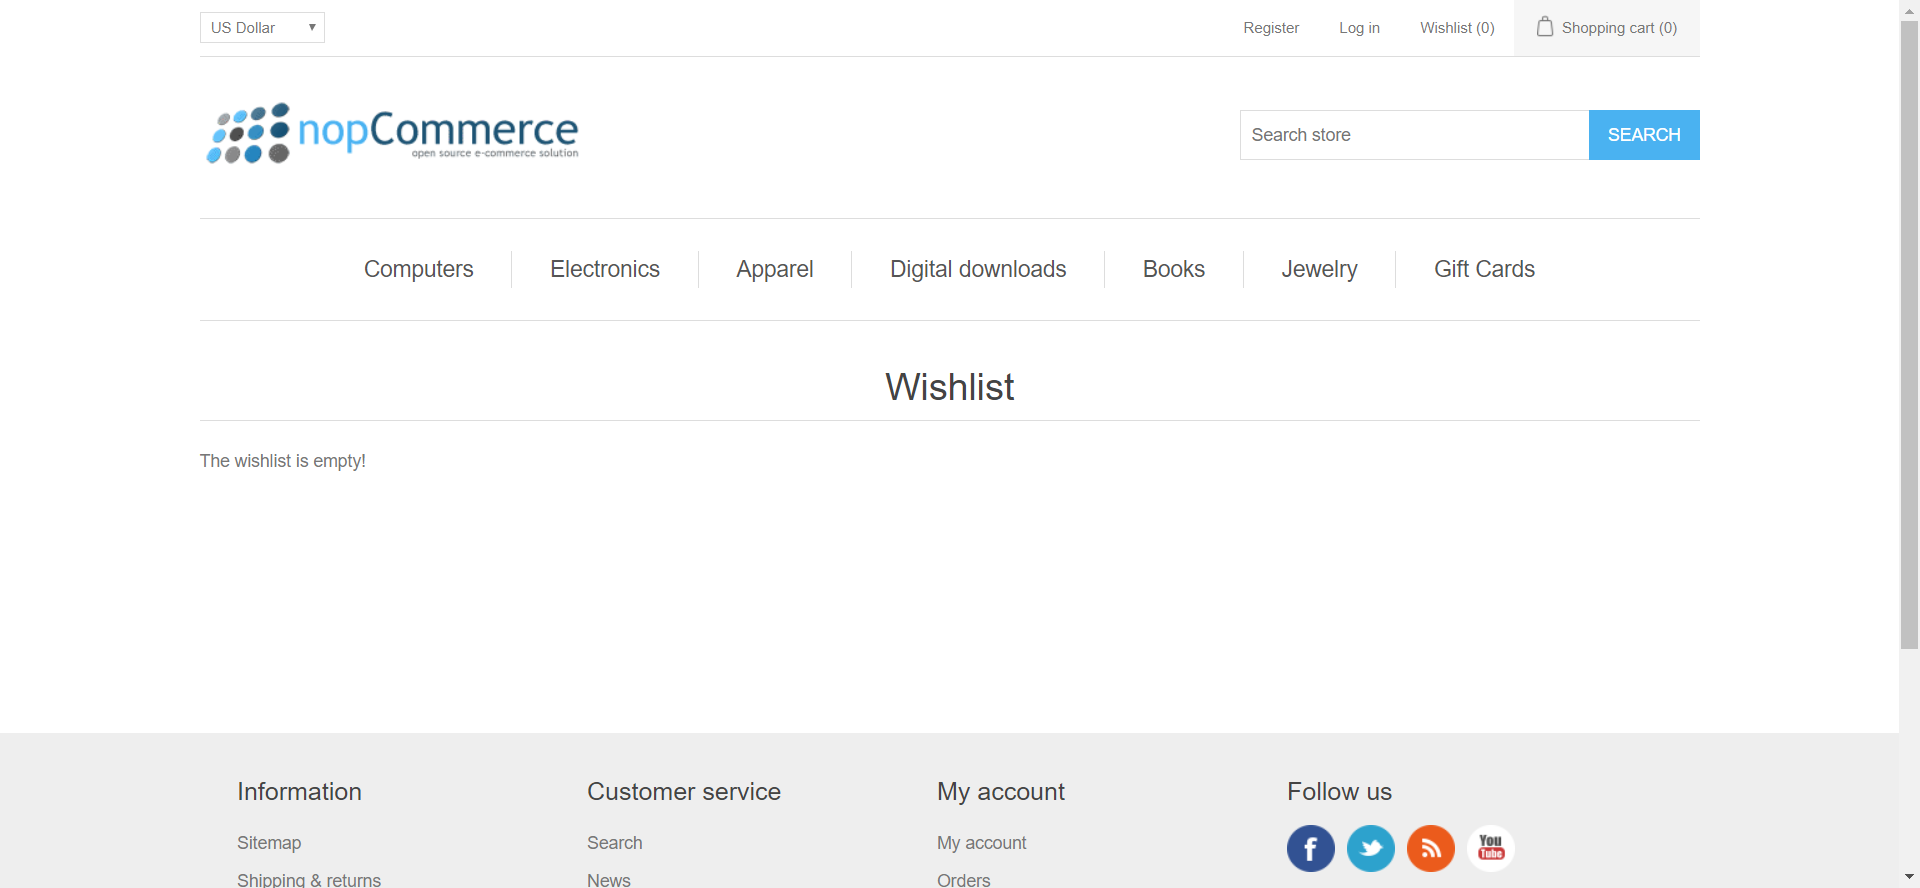 US Dollar
Register
Log in
Wishlist (0)
Shopping cart (0)
nopCommerce
open source e-commerce solution
Search store
SEARCH
Computers
Electronics
Apparel
Digital downloads
Books
Jewelry
Gift Cards
Wishlist
The wishlist is empty!
Information
Customer service
My account
Follow us
Sitemap
Search
My account
f
You
Tube
Shipping & returns
News
Orders